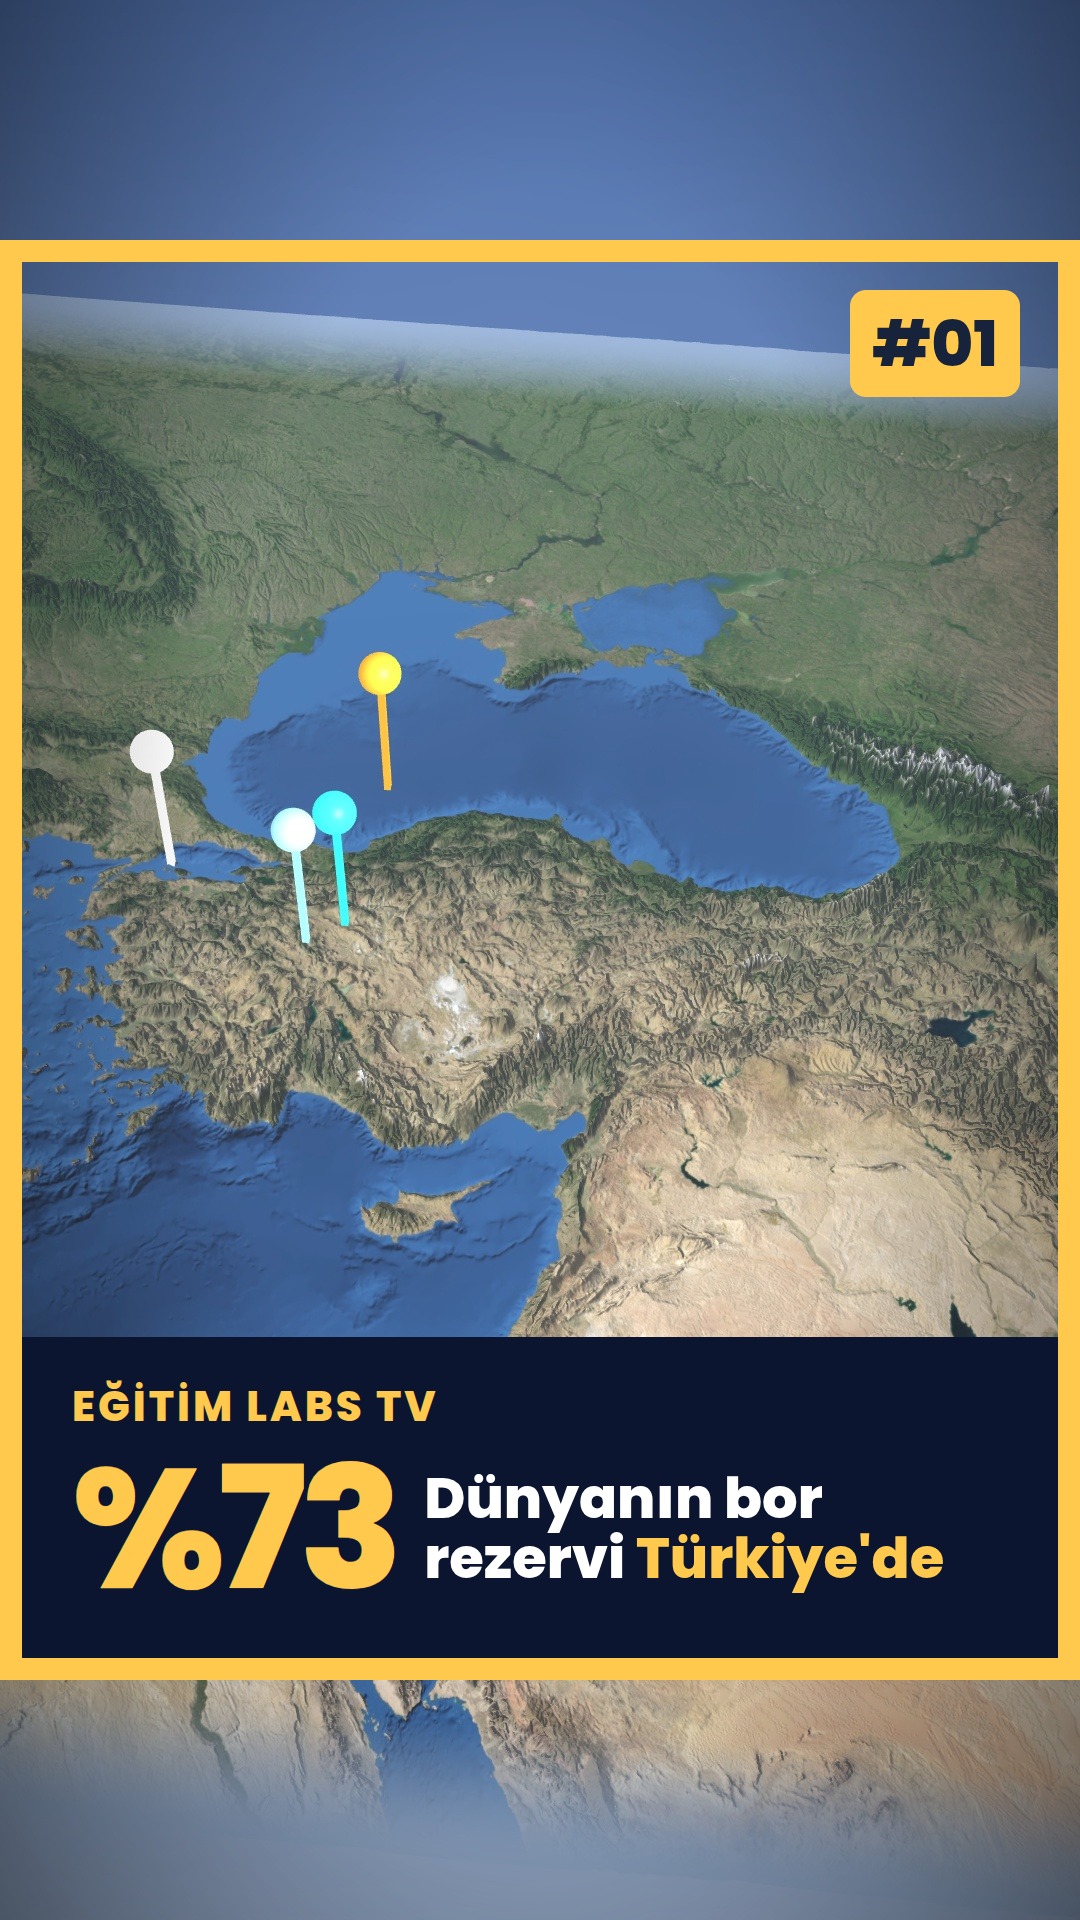 #01
EĞİTİM LABS TV
%73
Dünyanın bor
rezervi Türkiye'de